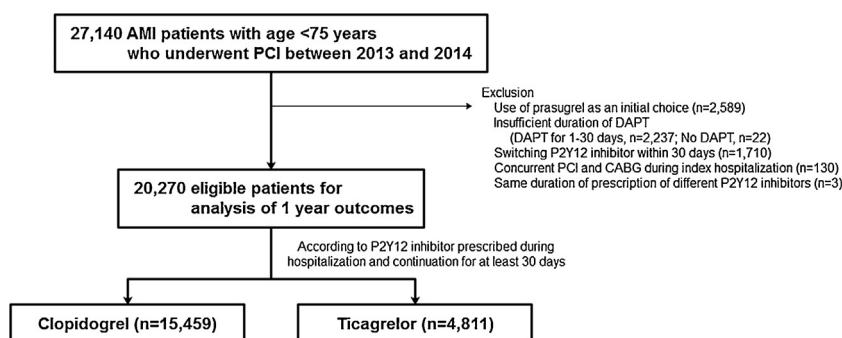 27,140 AMI patients with age <75 years
who underwent PCI between 2013 and 2014
Exclusion
Use of prasugrel as an initial choice (n=2,589)
Insufficient duration of DAPT
(DAPT for 1-30 days, n=2,237; No DAPT, n=22)
Switching P2Y12 inhibitor within 30 days (n=1,710)
Concurrent PCI and CABG during index hospitalization (n=130)
Same duration of prescription of different P2Y12 inhibitors (n=3)
20,270 eligible patients for
analysis of 1 year outcomes
According to P2Y12 inhibitor prescribed during
hospitalization and continuation for at least 30 days
Clopidogrel (n=15,459)
Ticagrelor (n=4,811)